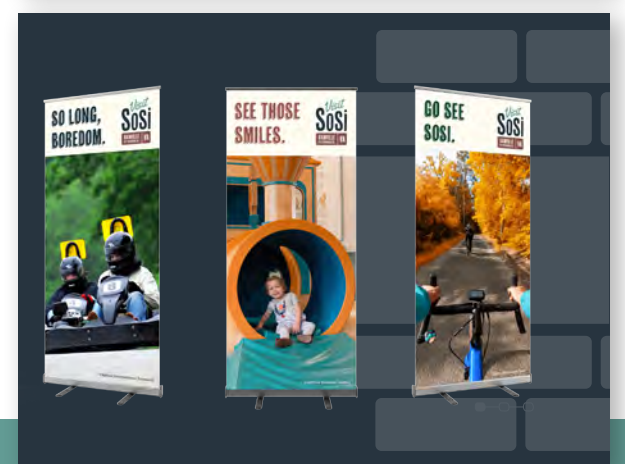 SO LONG,
BOREDOM.
Visit
SoSi
SEE THOSE
SMILES.
Visit
SoSi
GO SEE
SOSI.
Visit
SoSi